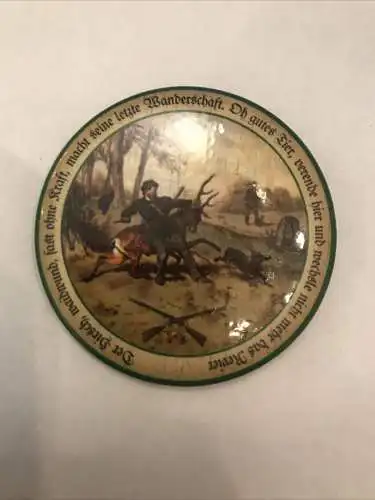 Der Hirsch, waidwund, fast ohne Kraft, macht seine letzte Wanderschaft. Oh gutes Tier, verende hier und wechsle nicht mehr das Revier